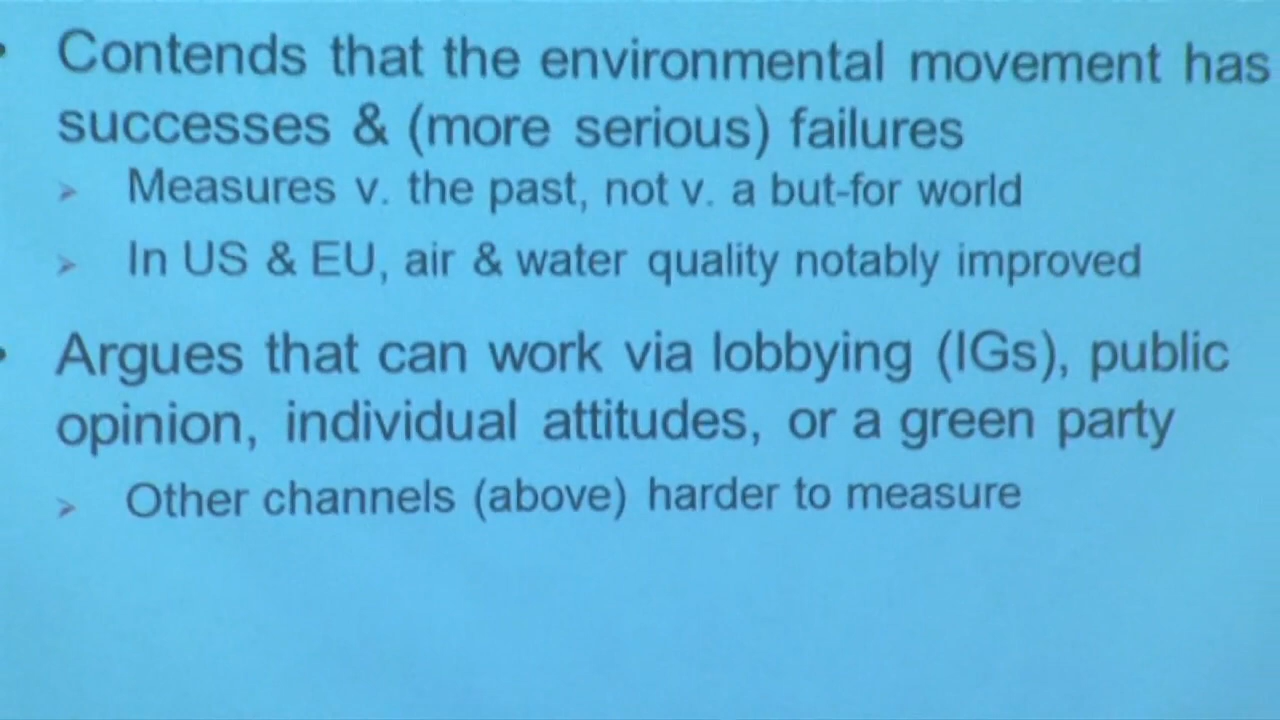 • Contends that the environmental movement has
successes & (more serious) failures
➢ Measures v. the past, not v. a but-for world
➢ In US & EU, air & water quality notably improved
• Argues that can work via lobbying (IGs), public
opinion, individual attitudes, or a green party
➢ Other channels (above) harder to measure